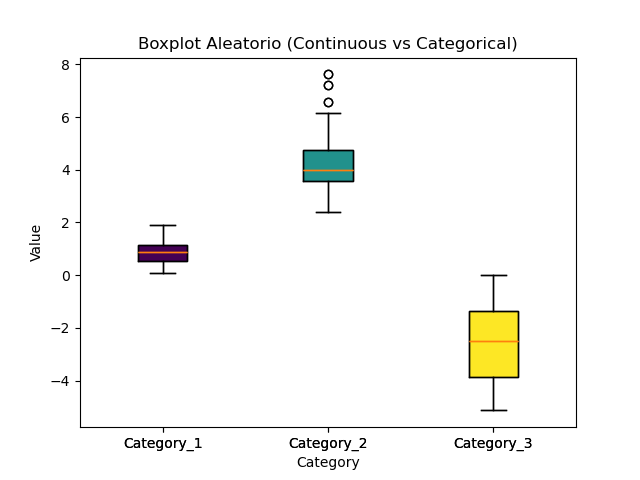 Boxplot Aleatorio (Continuous vs Categorical)
8
6
4
2
0
−2
−4
Value
Category_1
Category_2
Category_3
Category